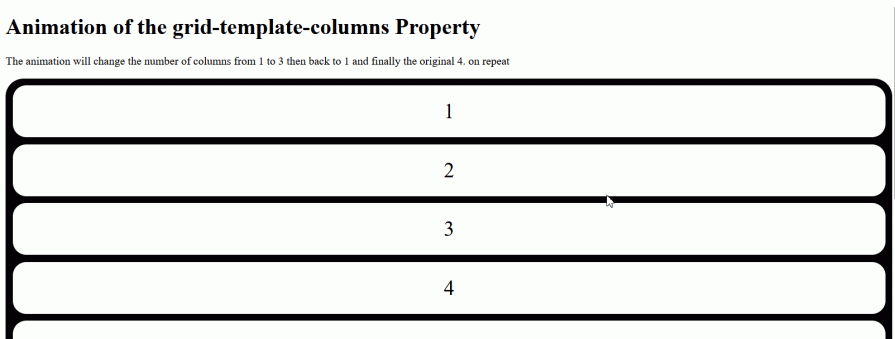 Animation of the grid-template-columns Property
The animation will change the number of columns from 1 to 3 then back to 1 and finally the original 4. on repeat
1
2
3
4